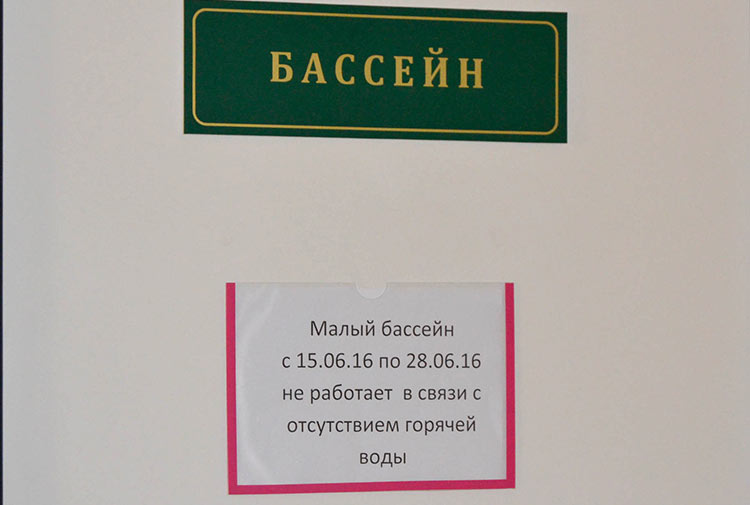 БАССЕЙН
Малый бассейн
с 15.06.16 по 28.06.16
не работает в связи с
отсутствием горячей
воды